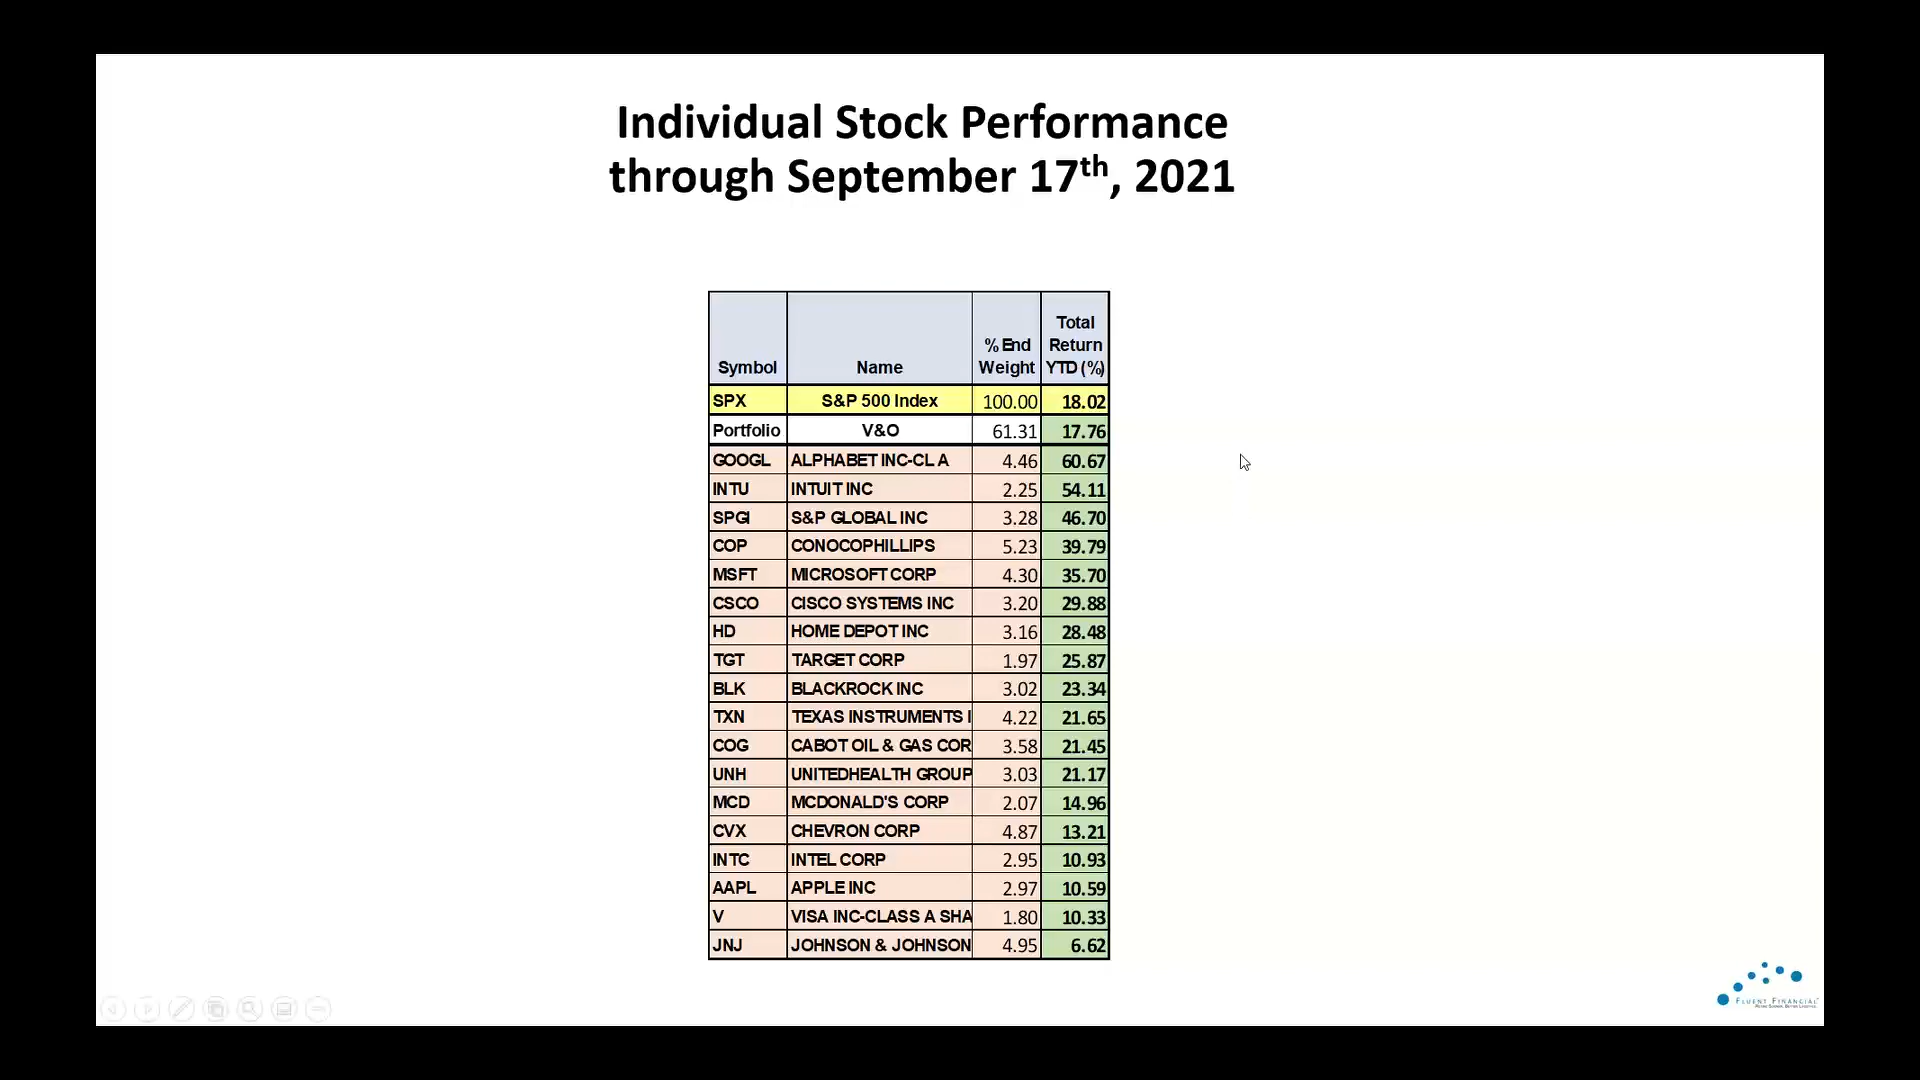 Individual Stock Performance
through September 17th, 2021
Symbol Name % End Weight Total Return YTD (%)
SPX S&P 500 Index 100.00 18.02
Portfolio V&O 61.31 17.76
GOOGL ALPHABET INC-CL A 4.46 60.67
INTU INTUIT INC 2.25 54.11
SPGI S&P GLOBAL INC 3.28 46.70
COP CONOCOPHILLIPS 5.23 39.79
MSFT MICROSOFT CORP 4.30 35.70
CSCO CISCO SYSTEMS INC 3.20 29.88
HD HOME DEPOT INC 3.16 28.48
TGT TARGET CORP 1.97 25.87
BLK BLACKROCK INC 3.02 23.34
TXN TEXAS INSTRUMENTS I 4.22 21.65
COG CABOT OIL & GAS COR 3.58 21.45
UNH UNITEDHEALTH GROUP 3.03 21.17
MCD MCDONALD'S CORP 2.07 14.96
CVX CHEVRON CORP 4.87 13.21
INTC INTEL CORP 2.95 10.93
AAPL APPLE INC 2.97 10.59
V VISA INC-CLASS A SHA 1.80 10.33
JNJ JOHNSON & JOHNSON 4.95 6.62
FLUENT FINANCIAL